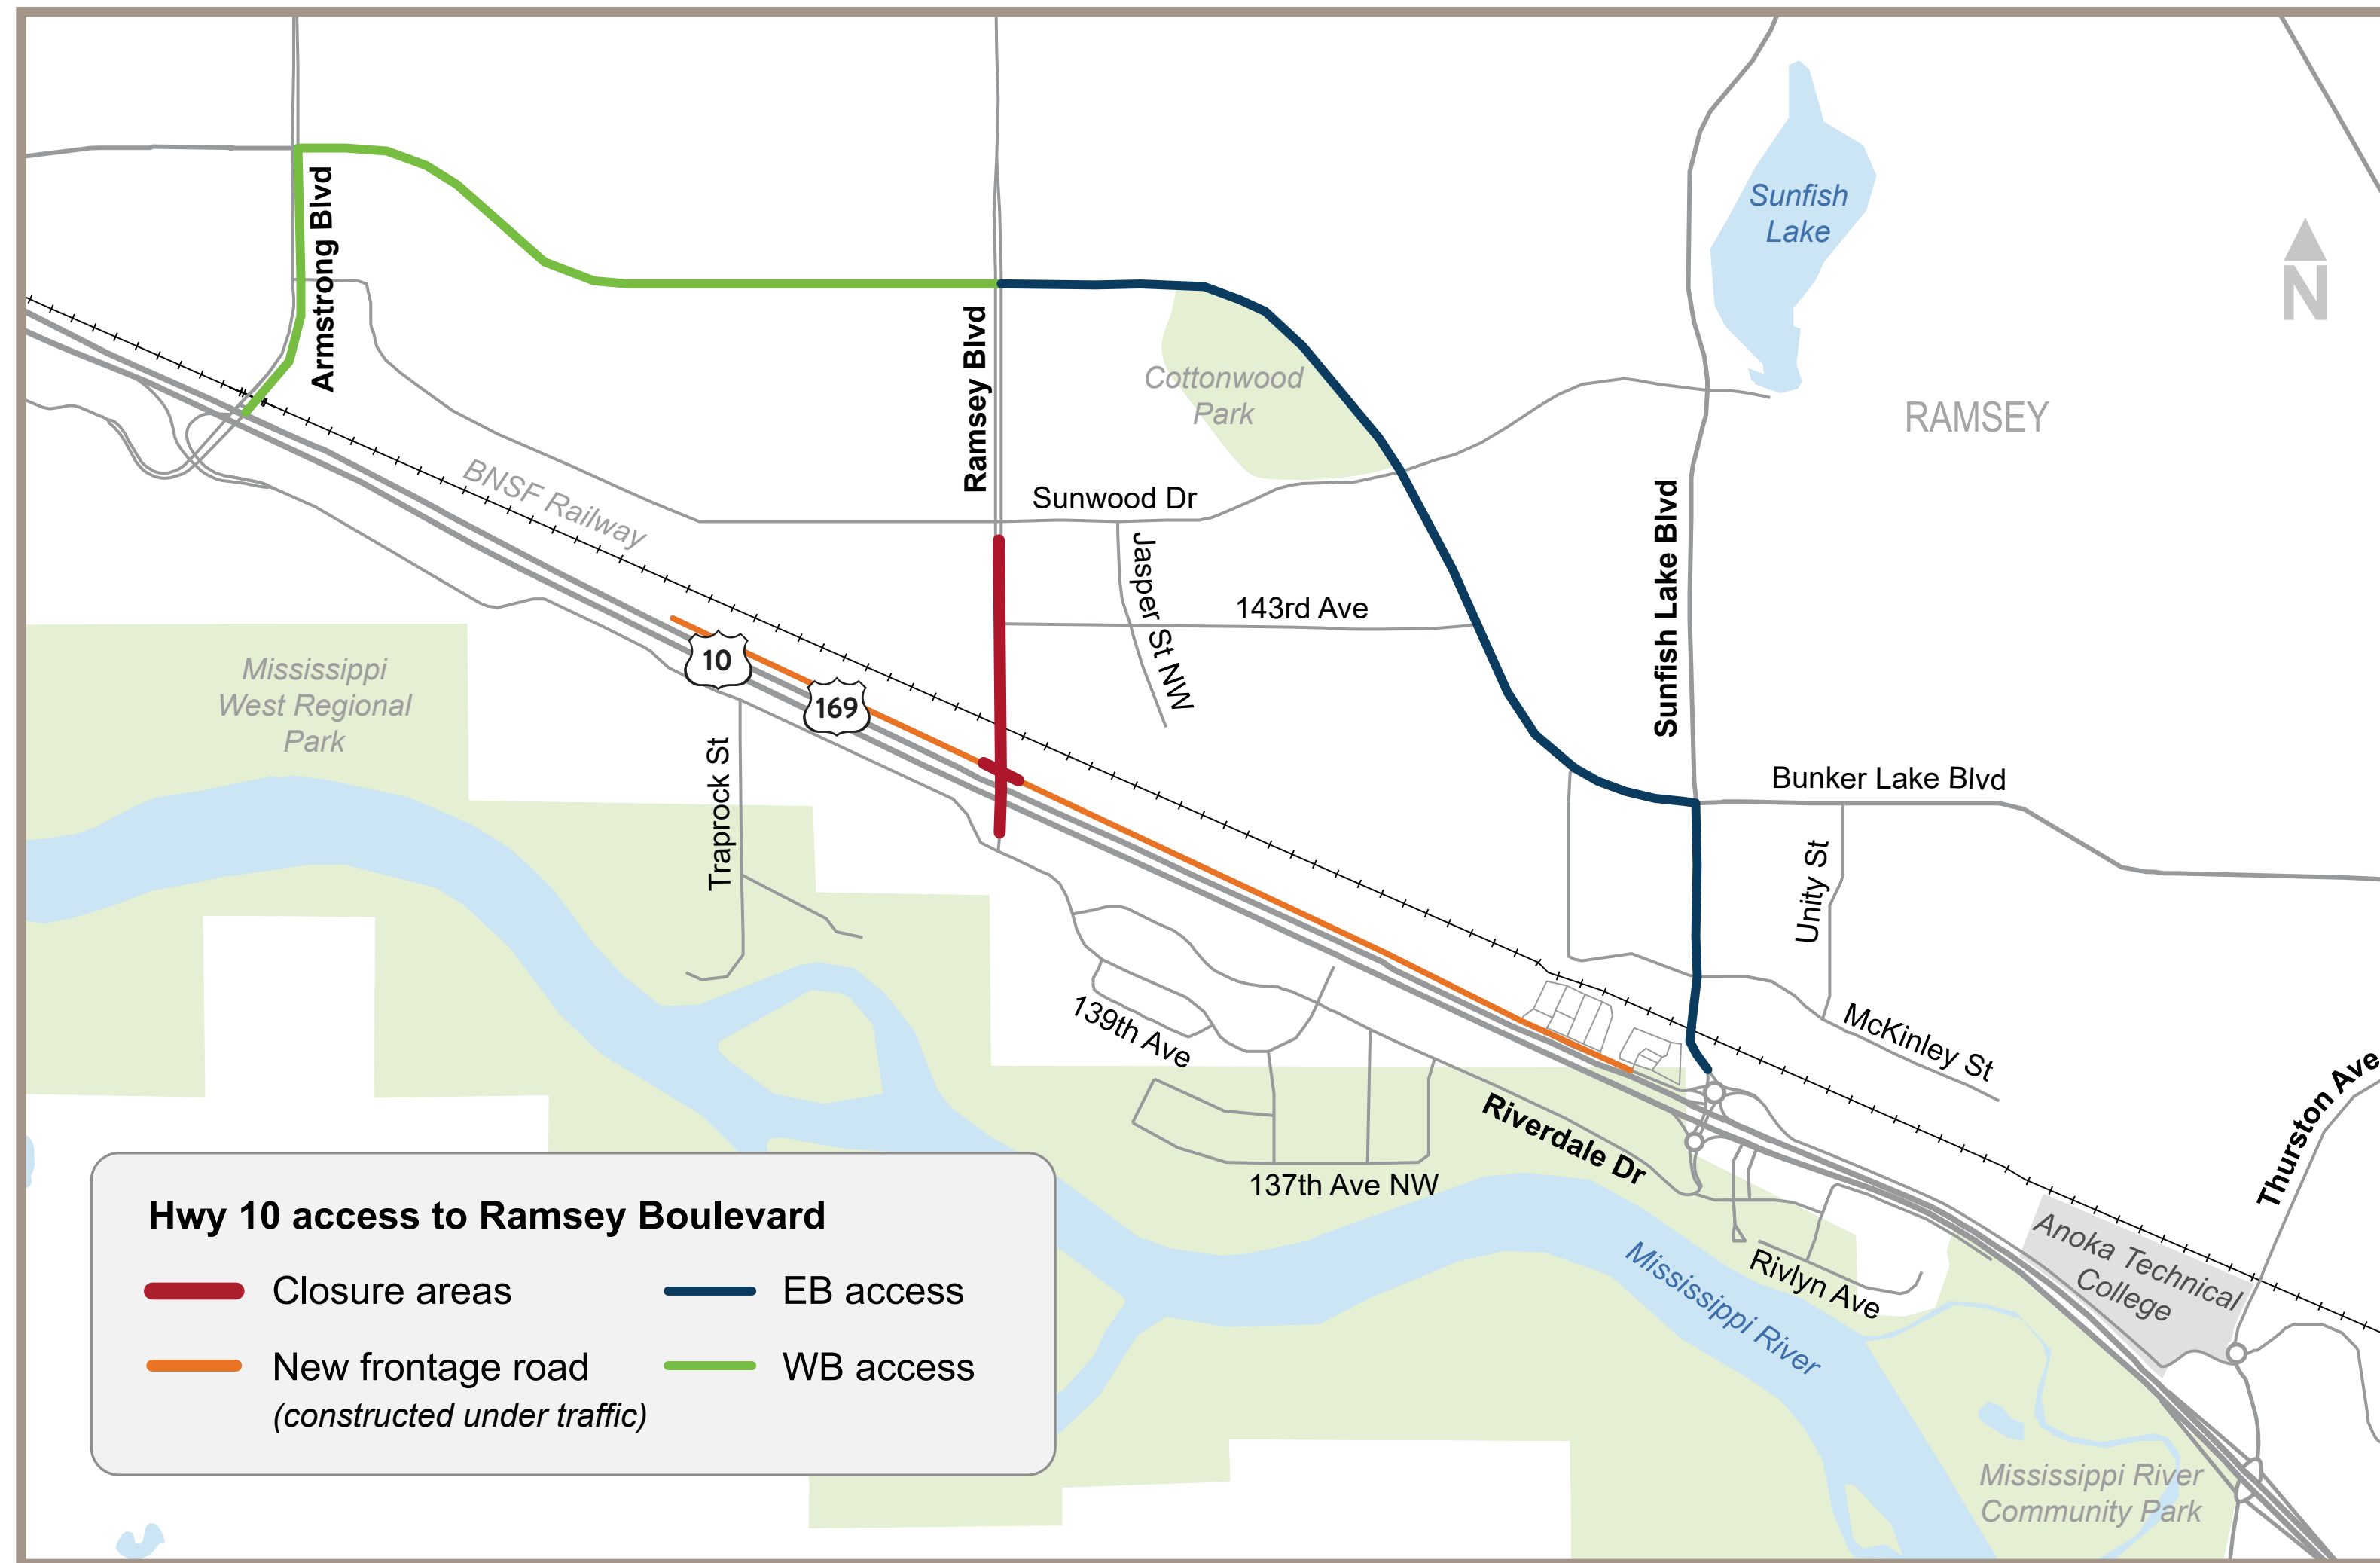 Armstrong Blvd
Sunfish
Lake
N
Ramsey Blvd
Cottonwood
Park
RAMSEY
BNSF Railway
Sunwood Dr
Jasper St NW
143rd Ave
Sunfish Lake Blvd
Mississippi
West Regional
Park
10
169
Traprock St
Bunker Lake Blvd
Unity St
139th Ave
McKinley St
Thurston Ave
Riverdale Dr
137th Ave NW
Mississippi River
Rivlyn Ave
Anoka Technical
College
Mississippi River
Community Park
Hwy 10 access to Ramsey Boulevard
Closure areas
EB access
New frontage road
(constructed under traffic)
WB access